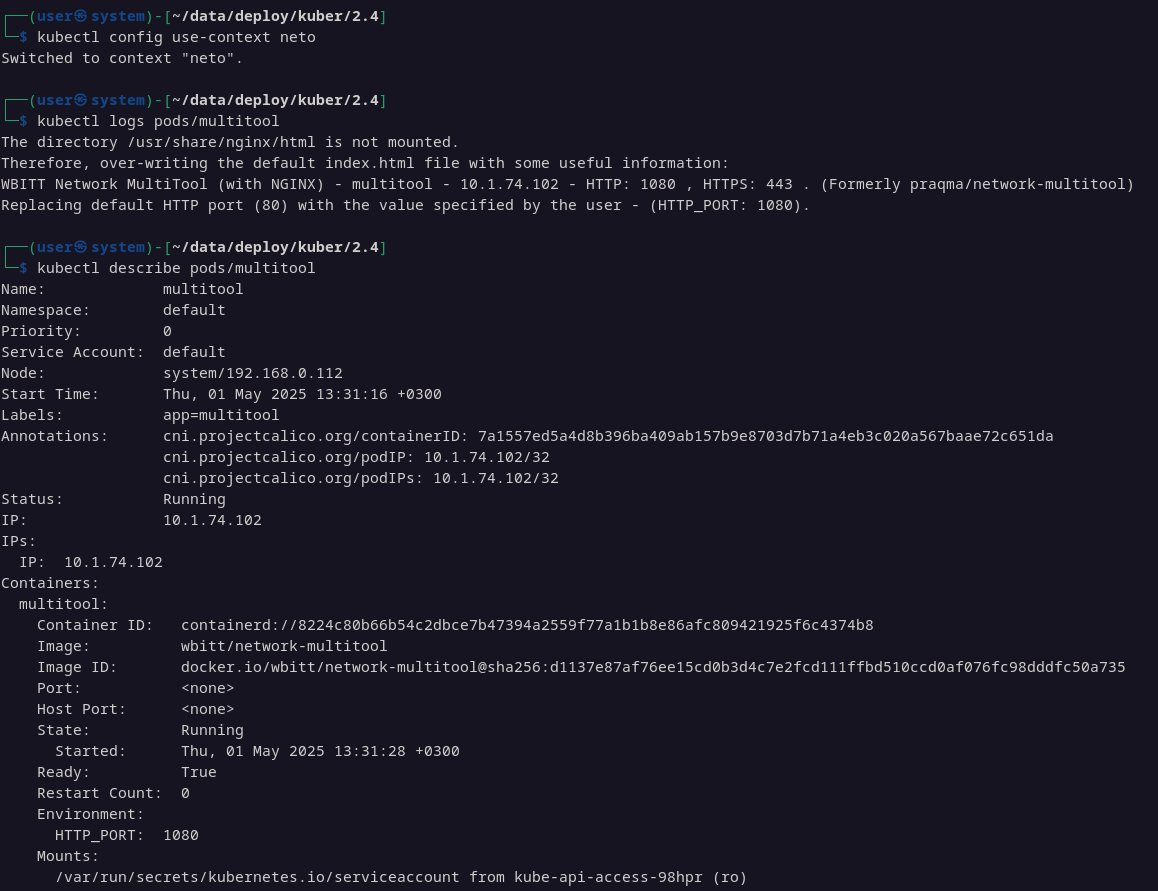 ┌──(user㉿system)-[~/data/deploy/kuber/2.4]
└─$ kubectl config use-context neto
Switched to context "neto".
┌──(user㉿system)-[~/data/deploy/kuber/2.4]
└─$ kubectl logs pods/multitool
The directory /usr/share/nginx/html is not mounted.
Therefore, over-writing the default index.html file with some useful information:
WBITT Network MultiTool (with NGINX) - multitool - 10.1.74.102 - HTTP: 1080 , HTTPS: 443 . (Formerly praqma/network-multitool)
Replacing default HTTP port (80) with the value specified by the user - (HTTP_PORT: 1080).
┌──(user㉿system)-[~/data/deploy/kuber/2.4]
└─$ kubectl describe pods/multitool
Name:             multitool
Namespace:        default
Priority:         0
Service Account:  default
Node:             system/192.168.0.112
Start Time:       Thu, 01 May 2025 13:31:16 +0300
Labels:           app=multitool
Annotations:      cni.projectcalico.org/containerID: 7a1557ed5a4d8b396ba409ab157b9e8703d7b71a4eb3c020a567baae72c651da
                  cni.projectcalico.org/podIP: 10.1.74.102/32
                  cni.projectcalico.org/podIPs: 10.1.74.102/32
Status:           Running
IP:               10.1.74.102
IPs:
  IP:  10.1.74.102
Containers:
  multitool:
    Container ID:   containerd://8224c80b66b54c2dbce7b47394a2559f77a1b1b8e86afc809421925f6c4374b8
    Image:          wbitt/network-multitool
    Image ID:       docker.io/wbitt/network-multitool@sha256:d1137e87af76ee15cd0b3d4c7e2fcd111ffbd510ccd0af076fc98dddfc50a735
    Port:           <none>
    Host Port:      <none>
    State:          Running
      Started:      Thu, 01 May 2025 13:31:28 +0300
    Ready:          True
    Restart Count:  0
    Environment:
      HTTP_PORT:  1080
    Mounts:
      /var/run/secrets/kubernetes.io/serviceaccount from kube-api-access-98hpr (ro)